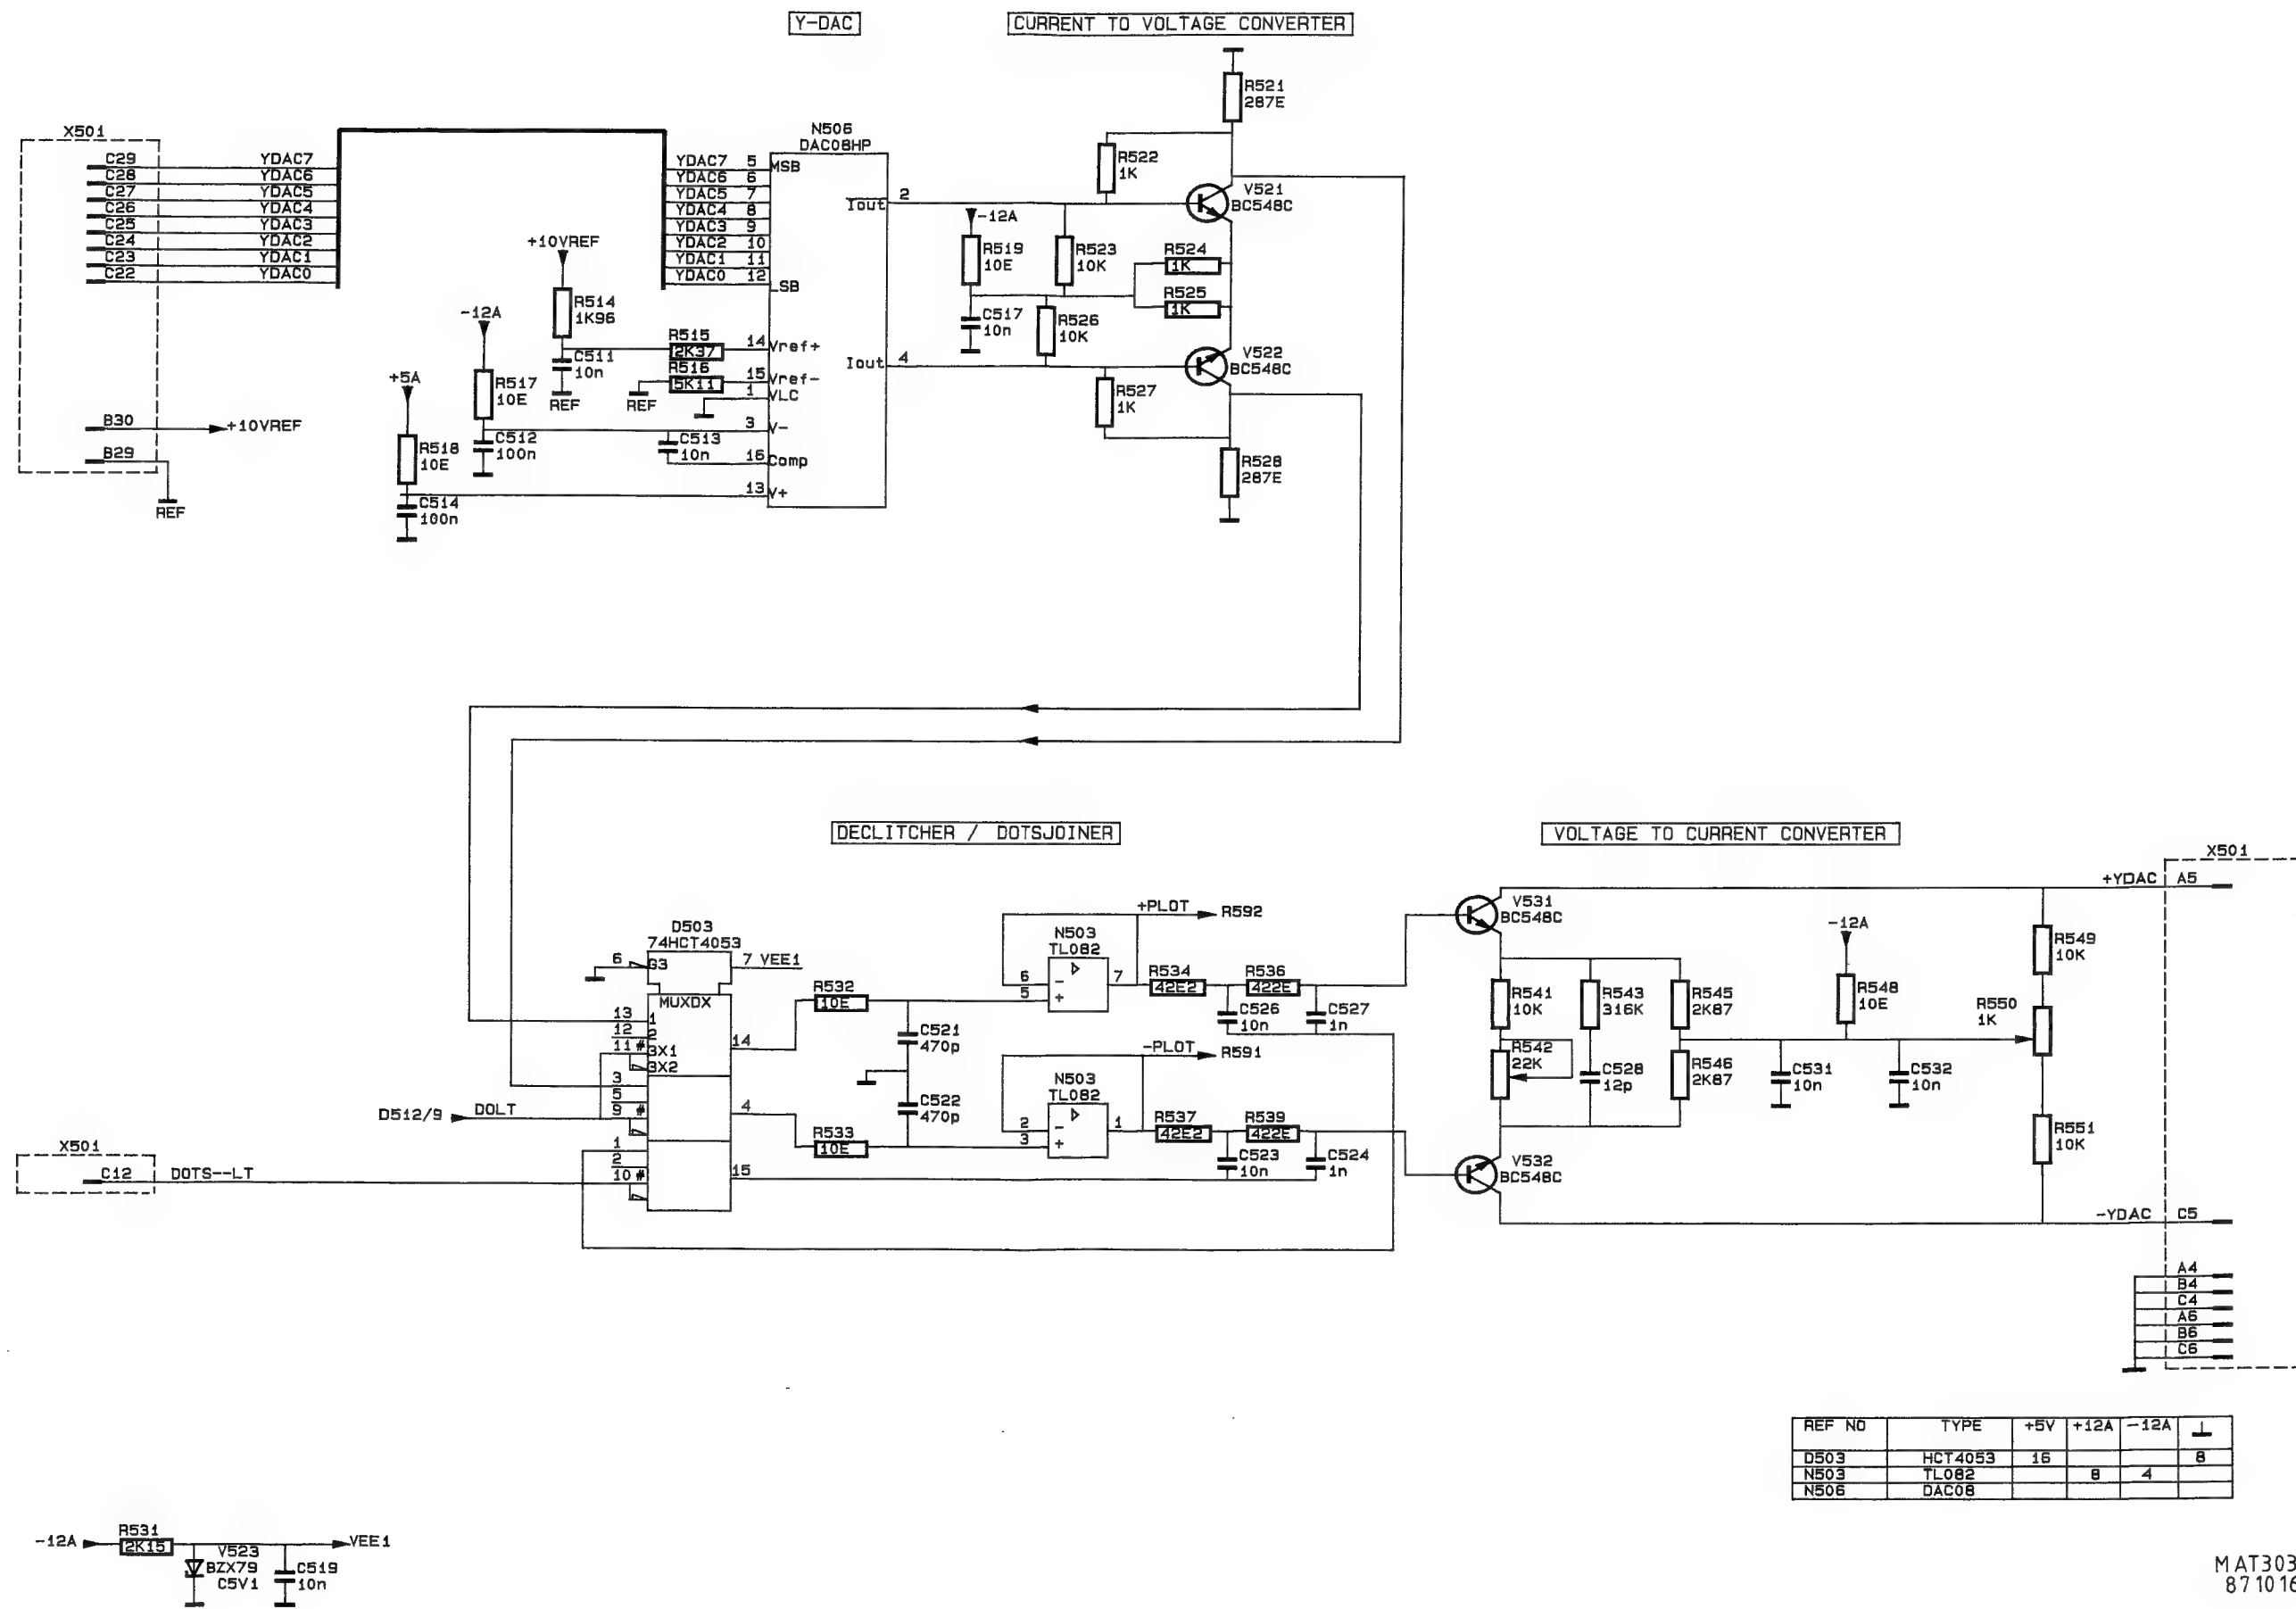 Y-DAC
CURRENT TO VOLTAGE CONVERTER
R521
287E
X501
C29 YDAC7
C28 YDAC6
C27 YDAC5
C26 YDAC4
C25 YDAC3
C24 YDAC2
C23 YDAC1
C22 YDAC0
B30 +10VREF
B29
REF
N506
DAC08HP
YDAC7 5 MSB
YDAC6 6
YDAC5 7
YDAC4 8
YDAC3 9
YDAC2 10
YDAC1 11
YDAC0 12 LSB
+10VREF
R514
1K96
C511
10n
REF
R515
2K37
14 Vref+
R516
5K11
15 Vref-
REF
1 VLC
-12A
R517
10E
3 V-
C512
100n
C513
10n
16 Comp
+5A
R518
10E
13 V+
C514
100n
Iout 2
Iout 4
R522
1K
V521
BC548C
-12A
R519
10E
R523
10K
R524
1K
R525
1K
C517
10n
R526
10K
V522
BC548C
R527
1K
R528
287E
DECLITCHER / DOTSJOINER
VOLTAGE TO CURRENT CONVERTER
D503
74HCT4053
6 G3
7 VEE1
MUXDX
13 1
12 2
11 # 3X1
3X2
14
3
5
9 #
4
D512/9 DOLT
1
2
10 #
15
X501
C12 DOTS--LT
R532
10E
R533
10E
C521
470p
C522
470p
+PLOT R592
N503
TL082
6 -
5 +
7
R534
42E2
R536
422E
C526
10n
C527
1n
-PLOT R591
N503
TL082
2 -
3 +
1
R537
42E2
R539
422E
C523
10n
C524
1n
V531
BC548C
R541
10K
R542
22K
R543
316K
C528
12p
R545
2K87
R546
2K87
V532
BC548C
-12A
R548
10E
C531
10n
C532
10n
R549
10K
R550
1K
R551
10K
X501
+YDAC A5
-YDAC C5
A4
B4
C4
A6
B6
C6
REF NO TYPE +5V +12A -12A
D503 HCT4053 16 8
N503 TL082 8 4
N506 DAC08
-12A
R531
2K15
VEE1
V523
BZX79
C5V1
C519
10n
MAT303
871016